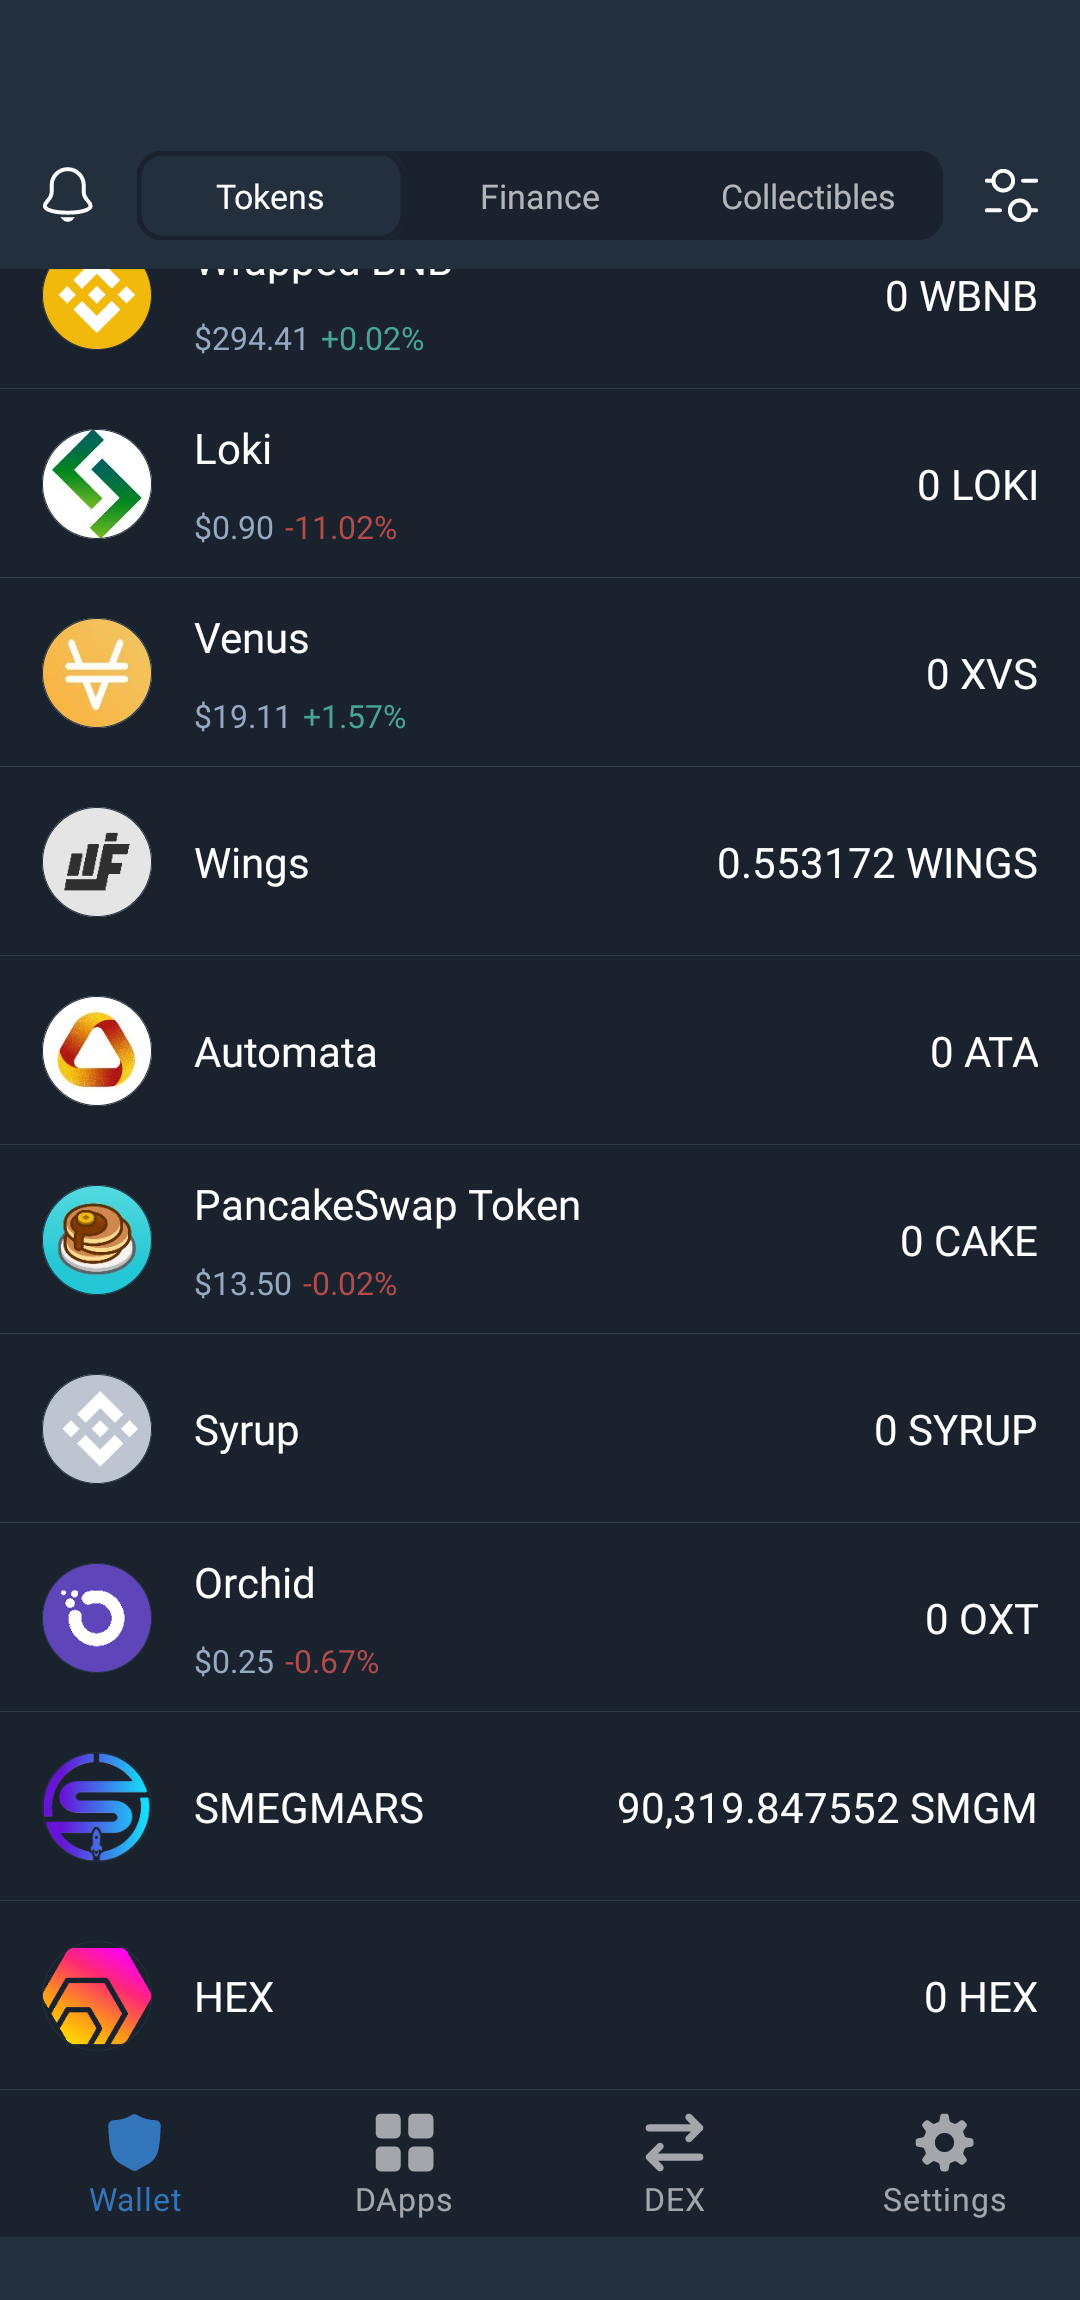 Tokens
Finance
Collectibles
Wrapped BNB
0 WBNB
$294.41 +0.02%
Loki
0 LOKI
$0.90 -11.02%
Venus
0 XVS
$19.11 +1.57%
Wings
0.553172 WINGS
Automata
0 ATA
PancakeSwap Token
0 CAKE
$13.50 -0.02%
Syrup
0 SYRUP
Orchid
0 OXT
$0.25 -0.67%
SMEGMARS
90,319.847552 SMGM
HEX
0 HEX
Wallet
DApps
DEX
Settings